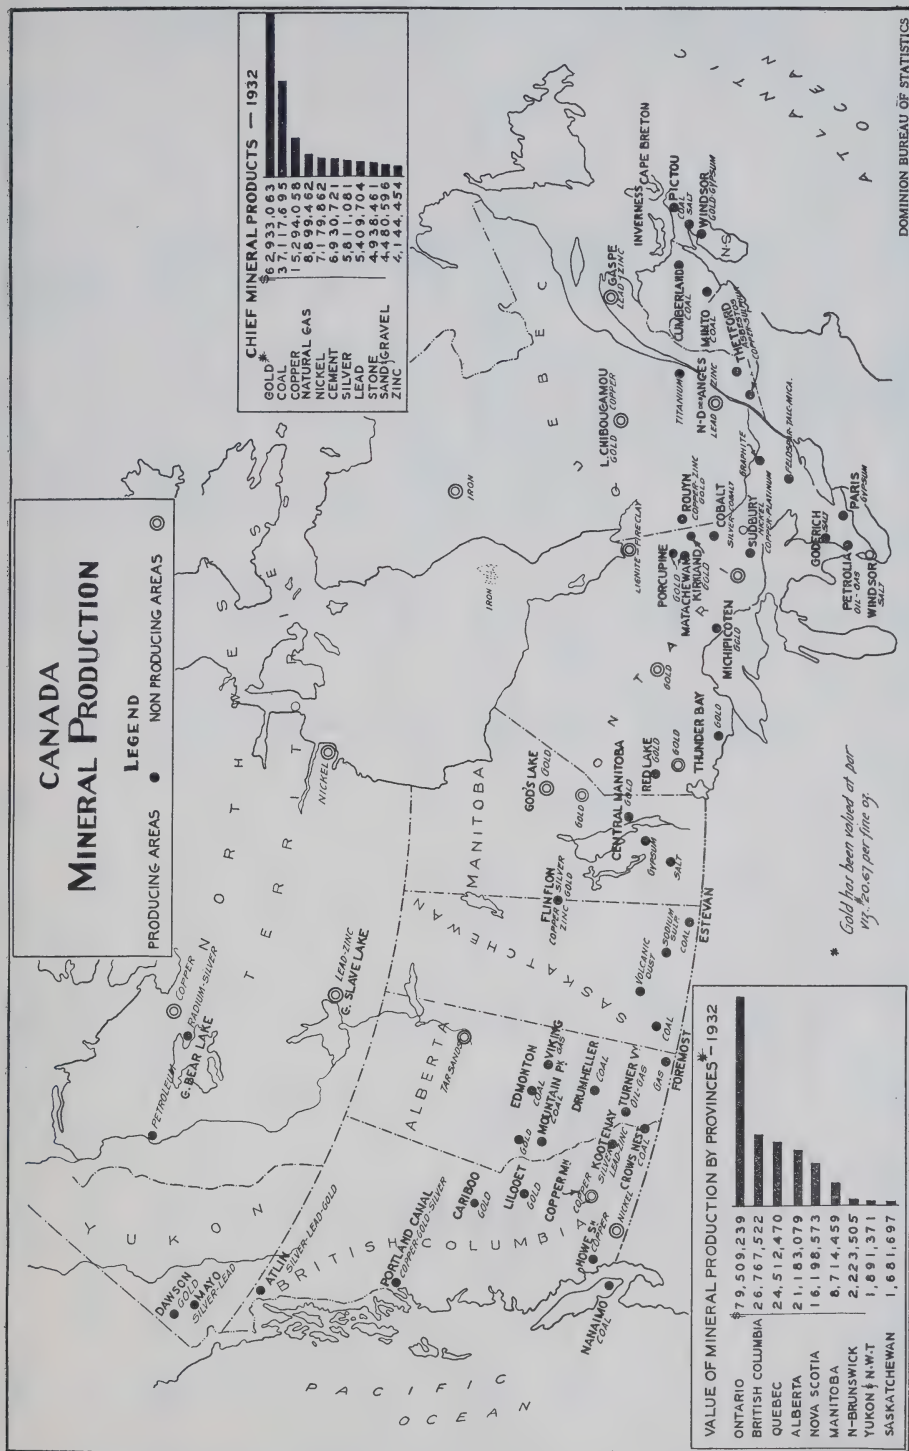 CANADA
MINERAL PRODUCTION
LEGEND
PRODUCING AREAS
NON PRODUCING AREAS
CHIEF MINERAL PRODUCTS — 1932
GOLD* $62,933,063
COAL 37,117,695
COPPER 15,294,058
NATURAL GAS 8,899,462
NICKEL 7,179,862
CEMENT 6,930,721
SILVER 5,811,081
LEAD 5,409,704
STONE 4,938,461
SAND & GRAVEL 4,480,596
ZINC 4,144,454
VALUE OF MINERAL PRODUCTION BY PROVINCES* — 1932
ONTARIO $79,509,239
BRITISH COLUMBIA 26,767,522
QUEBEC 24,512,470
ALBERTA 21,183,079
NOVA SCOTIA 16,198,573
MANITOBA 8,714,459
N-BRUNSWICK 2,223,505
YUKON & N.W.T 1,891,371
SASKATCHEWAN 1,681,697
* Gold has been valued at par
viz. $20.67 per fine oz.
DOMINION BUREAU OF STATISTICS
PACIFIC
OCEAN
ATLANTIC
OCEAN
YUKON
NORTHWEST
TERRITORIES
BRITISH COLUMBIA
ALBERTA
SASKATCHEWAN
MANITOBA
ONTARIO
QUEBEC
N-S
DAWSON
GOLD
MAYO
SILVER-LEAD
ATLIN
SILVER-LEAD-GOLD
PORTLAND CANAL
COPPER-GOLD-SILVER
CARIBOO
GOLD
LILOOET
GOLD
GOLD
COPPER MN
COPPER
HOWE SN
COPPER
NICKEL
NANAIMO
COAL
KOOTENAY
SILVER
LEAD-ZINC
CROWS NEST
COAL
PETROLEUM
COPPER
RADIUM-SILVER
G. BEAR LAKE
LEAD-ZINC
G. SLAVE LAKE
NICKEL
TAR-SANDS
EDMONTON
COAL
VIKING
GAS
MOUNTAIN PK
COAL
DRUMHELLER
COAL
TURNER VY
OIL-GAS
GAS
FOREMOST
COAL
VOLCANIC
DUST
SODIUM
SULP
COAL
ESTEVAN
FLIN FLON
COPPER SILVER
ZINC GOLD
GOD'S LAKE
GOLD
GOLD
CENTRAL MANITOBA
GOLD
GYPSUM
SALT
RED LAKE
GOLD
GOLD
GOLD
THUNDER BAY
GOLD
MICHIPICOTEN
GOLD
IRON
IRON
LIGNITE-FIRECLAY
PORCUPINE
GOLD
MATACHEWAN
KIRKLAND
GOLD
ROUYN
COPPER-ZINC
GOLD
COBALT
SILVER-COBALT
SUDBURY
NICKEL
COPPER-PLATINUM
GRAPHITE
FELDSPAR-TALC-MICA
GODERICH
SALT
PARIS
GYPSUM
PETROLIA
OIL-GAS
WINDSOR
SALT
L. CHIBOUGAMOU
GOLD COPPER
TITANIUM
N-D-DES-ANGES
LEAD ZINC
THETFORD
ASBESTOS
COPPER-SULPHUR
GASPE
LEAD-ZINC
CUMBERLAND
COAL
MINTO
COAL
INVERNESS
CAPE BRETON
PICTOU
COAL
SALT
WINDSOR
GOLD GYPSUM